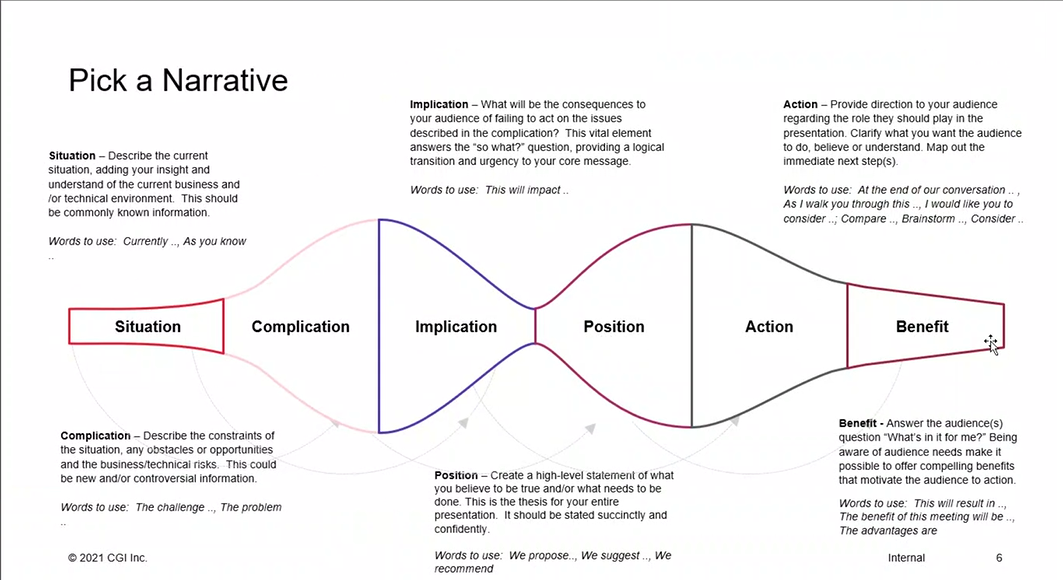 Pick a Narrative
Implication – What will be the consequences to
your audience of failing to act on the issues
described in the complication? This vital element
answers the “so what?” question, providing a logical
transition and urgency to your core message.
Words to use: This will impact ..
Action – Provide direction to your audience
regarding the role they should play in the
presentation. Clarify what you want the audience
to do, believe or understand. Map out the
immediate next step(s).
Words to use: At the end of our conversation .. ,
As I walk you through this .., I would like you to
consider ..; Compare .., Brainstorm .., Consider ..
Situation – Describe the current
situation, adding your insight and
understand of the current business and
/or technical environment. This should
be commonly known information.
Words to use: Currently .., As you know
..
Situation
Complication
Implication
Position
Action
Benefit
Complication – Describe the constraints of
the situation, any obstacles or opportunities
and the business/technical risks. This could
be new and/or controversial information.
Words to use: The challenge .., The problem
..
Position – Create a high-level statement of what
you believe to be true and/or what needs to be
done. This is the thesis for your entire
presentation. It should be stated succinctly and
confidently.
Words to use: We propose.., We suggest .., We
recommend
Benefit - Answer the audience(s)
question “What’s in it for me?” Being
aware of audience needs make it
possible to offer compelling benefits
that motivate the audience to action.
Words to use: This will result in ..,
The benefit of this meeting will be ..,
The advantages are
© 2021 CGI Inc.
Internal
6